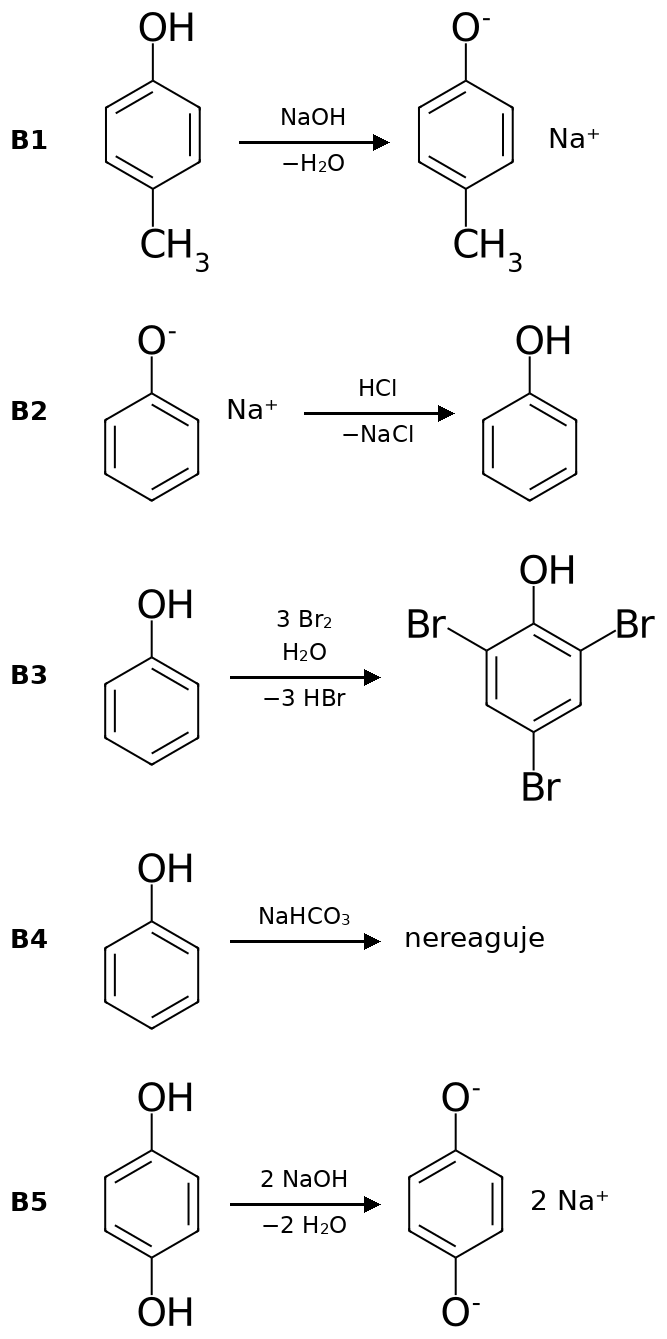 OH
O⁻
B1
NaOH
−H₂O
Na⁺
CH₃
CH₃
O⁻
OH
B2
Na⁺
HCl
−NaCl
OH
OH
Br
Br
B3
3 Br₂
H₂O
−3 HBr
Br
OH
B4
NaHCO₃
nereaguje
OH
O⁻
B5
2 NaOH
−2 H₂O
2 Na⁺
OH
O⁻